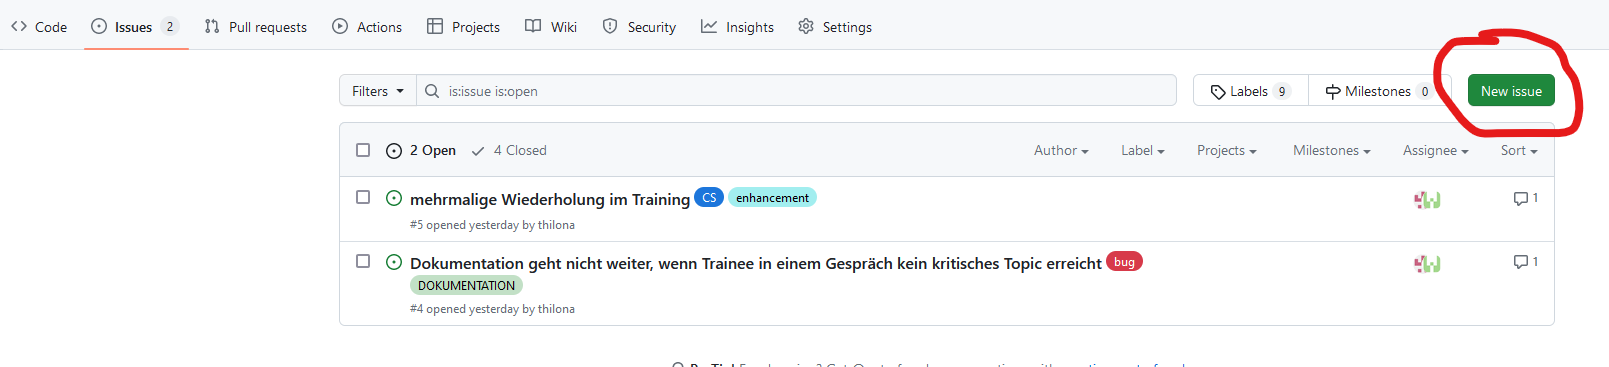 Code Issues 2 Pull requests Actions Projects Wiki Security Insights Settings
Filters is:issue is:open Labels 9 Milestones 0 New issue
2 Open 4 Closed Author Label Projects Milestones Assignee Sort
mehrmalige Wiederholung im Training CS enhancement 1
#5 opened yesterday by thilona
Dokumentation geht nicht weiter, wenn Trainee in einem Gespräch kein kritisches Topic erreicht bug 1
DOKUMENTATION
#4 opened yesterday by thilona